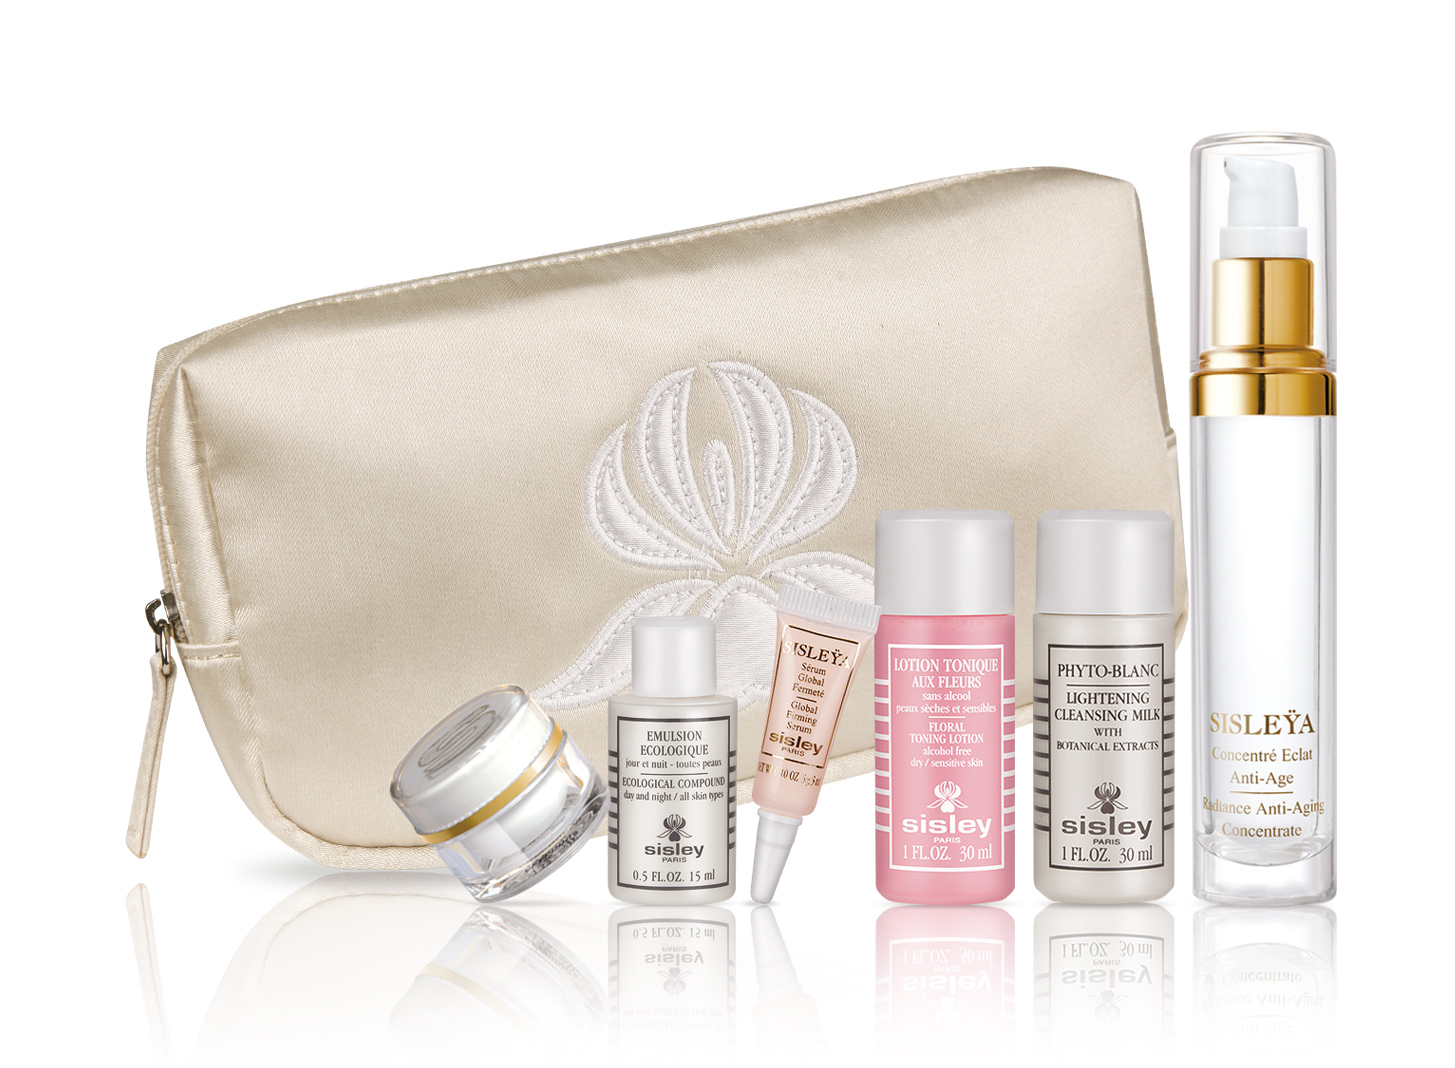 EMULSION
ECOLOGIQUE
jour et nuit - toutes peaux
ECOLOGICAL COMPOUND
day and night / all skin types
sisley
PARIS
0.5 FL.OZ. 15 ml
SISLEŸA
Sérum
Global
Fermeté
Global
Firming
Serum
sisley
PARIS
LOTION TONIQUE
AUX FLEURS
sans alcool
peaux sèches et sensibles
FLORAL
TONING LOTION
alcohol free
dry / sensitive skin
sisley
PARIS
1 FL.OZ. 30 ml
PHYTO-BLANC
LIGHTENING
CLEANSING MILK
WITH
BOTANICAL EXTRACTS
sisley
PARIS
1 FL.OZ. 30 ml
SISLEŸA
Concentré Eclat
Anti-Age
Radiance Anti-Aging
Concentrate